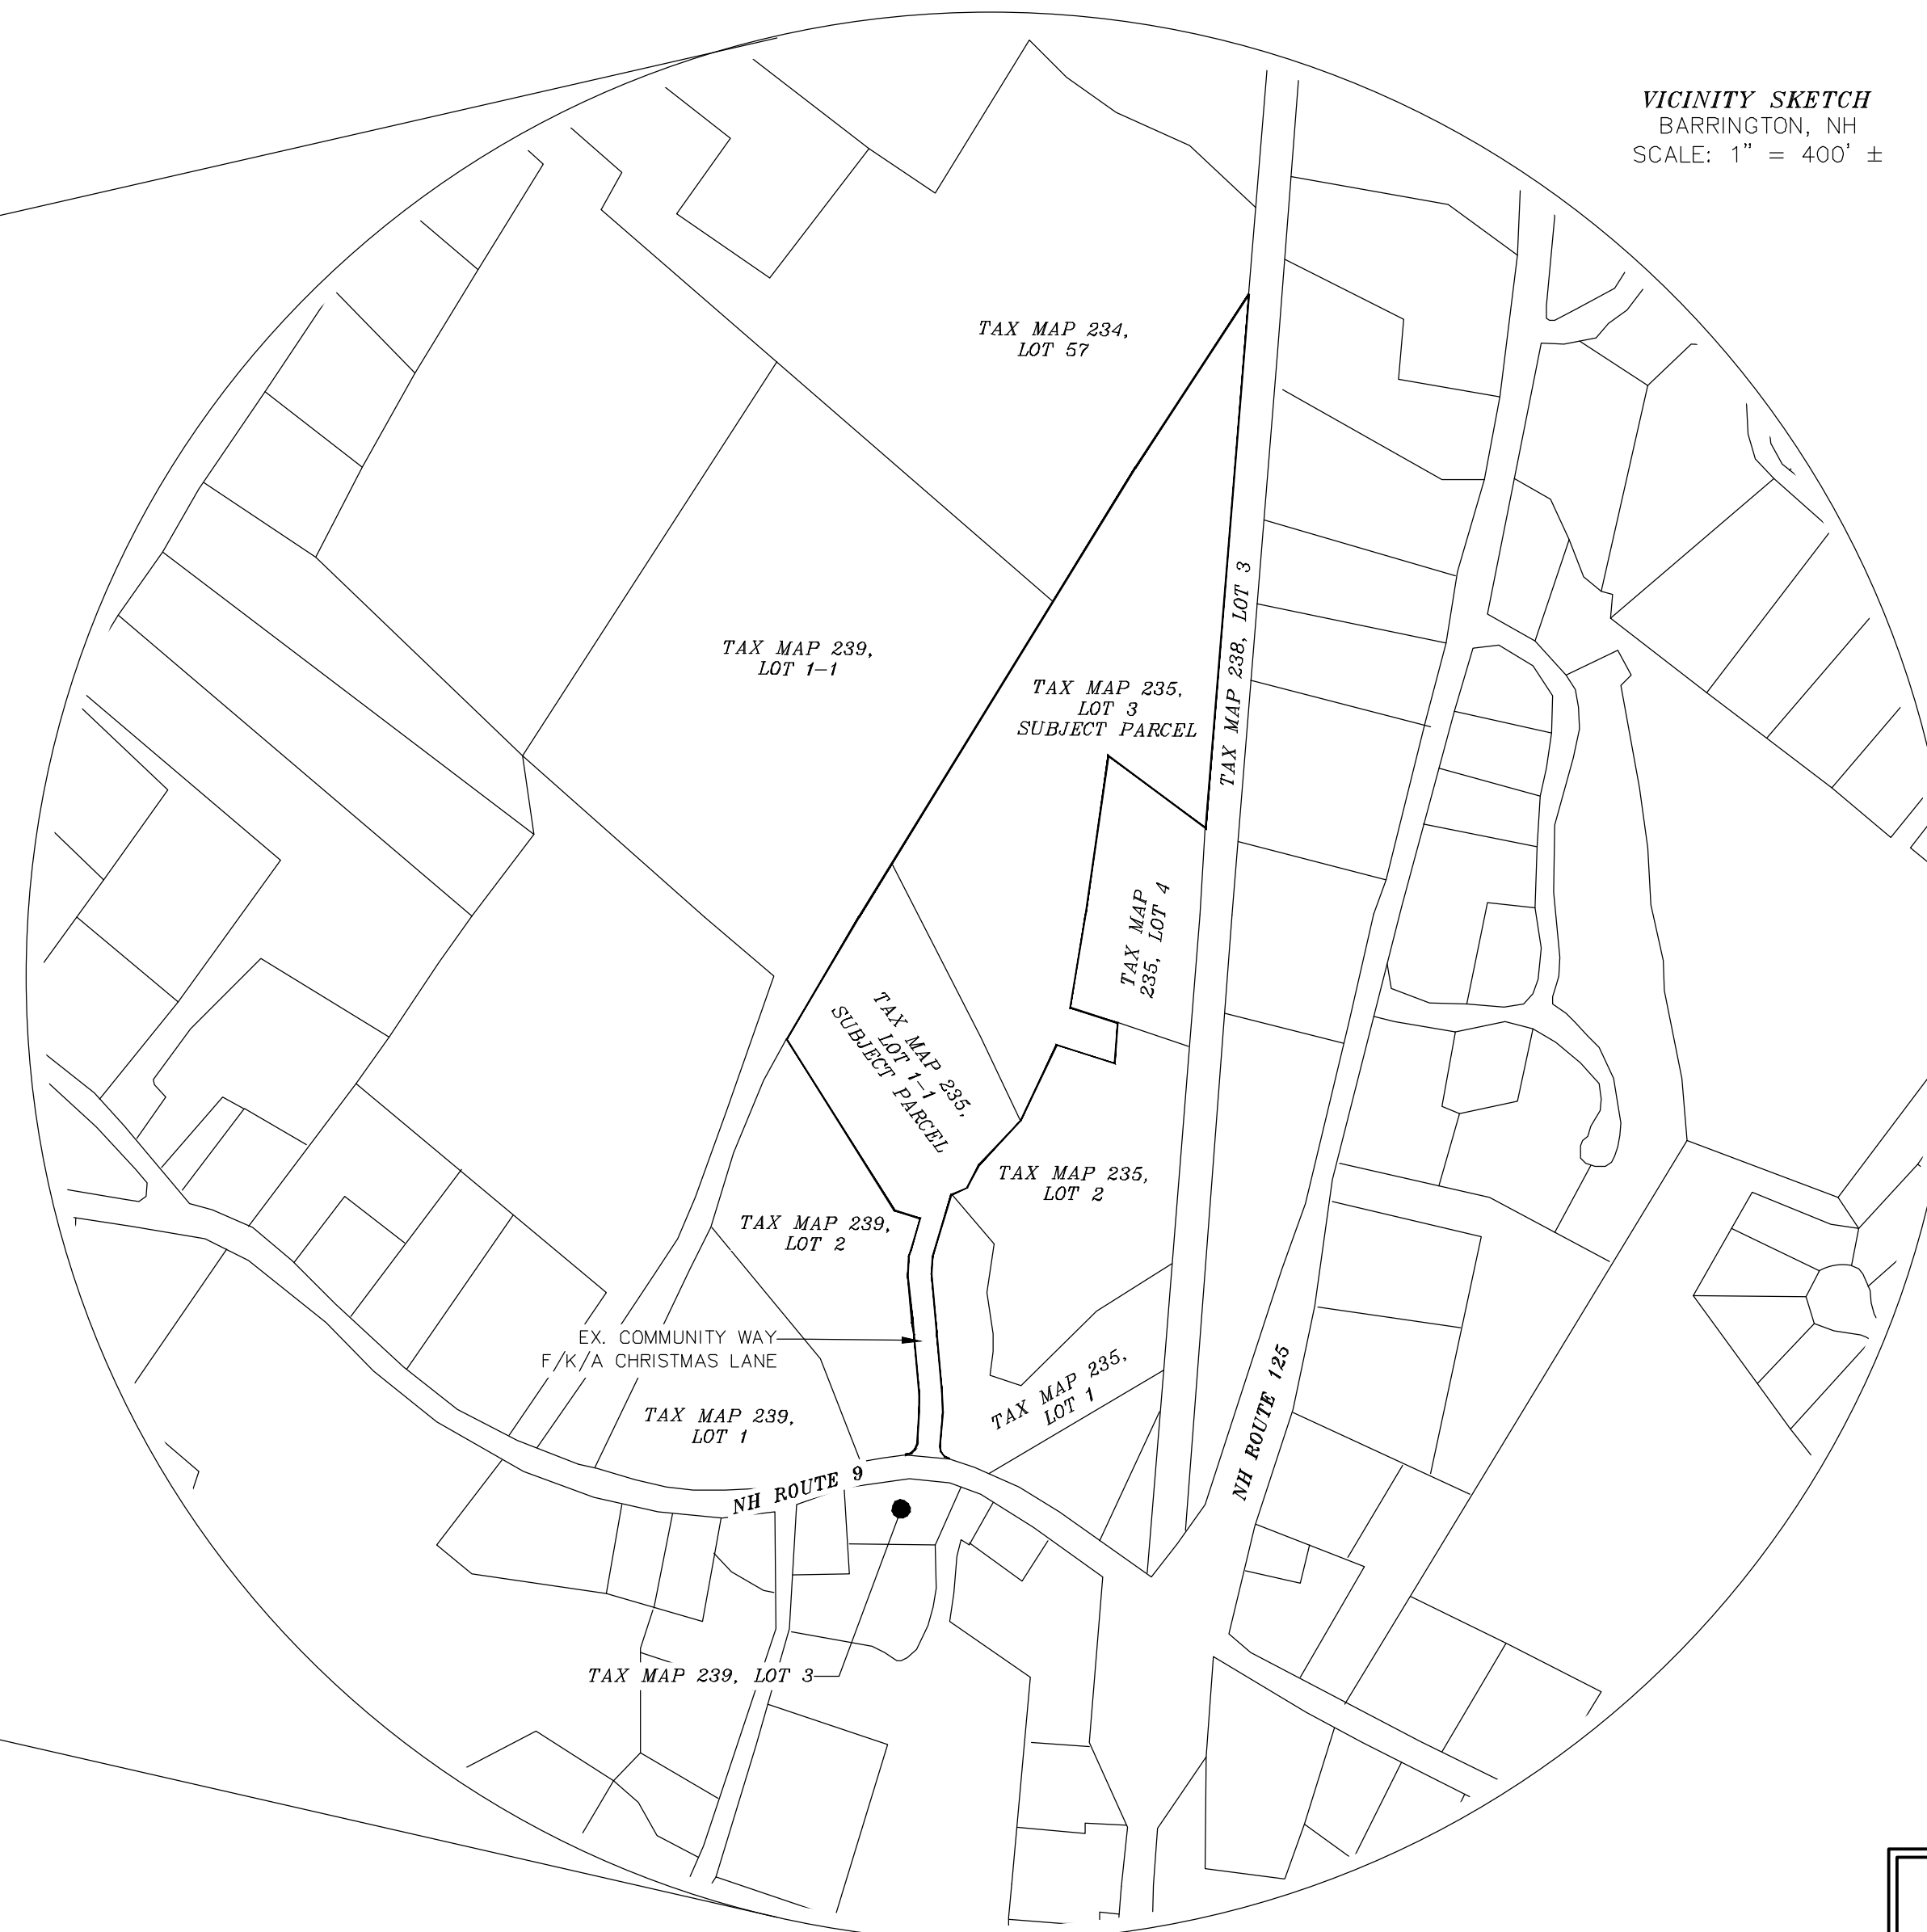 VICINITY SKETCH
BARRINGTON, NH
SCALE: 1" = 400' ±
TAX MAP 234,
LOT 57
TAX MAP 238, LOT 3
TAX MAP 239,
LOT 1-1
TAX MAP 235,
LOT 3
SUBJECT PARCEL
TAX MAP
235, LOT 4
TAX MAP 235,
LOT 1-1
SUBJECT PARCEL
TAX MAP 235,
LOT 2
TAX MAP 239,
LOT 2
EX. COMMUNITY WAY
F/K/A CHRISTMAS LANE
TAX MAP 235,
LOT 1
NH ROUTE 125
TAX MAP 239,
LOT 1
NH ROUTE 9
TAX MAP 239, LOT 3